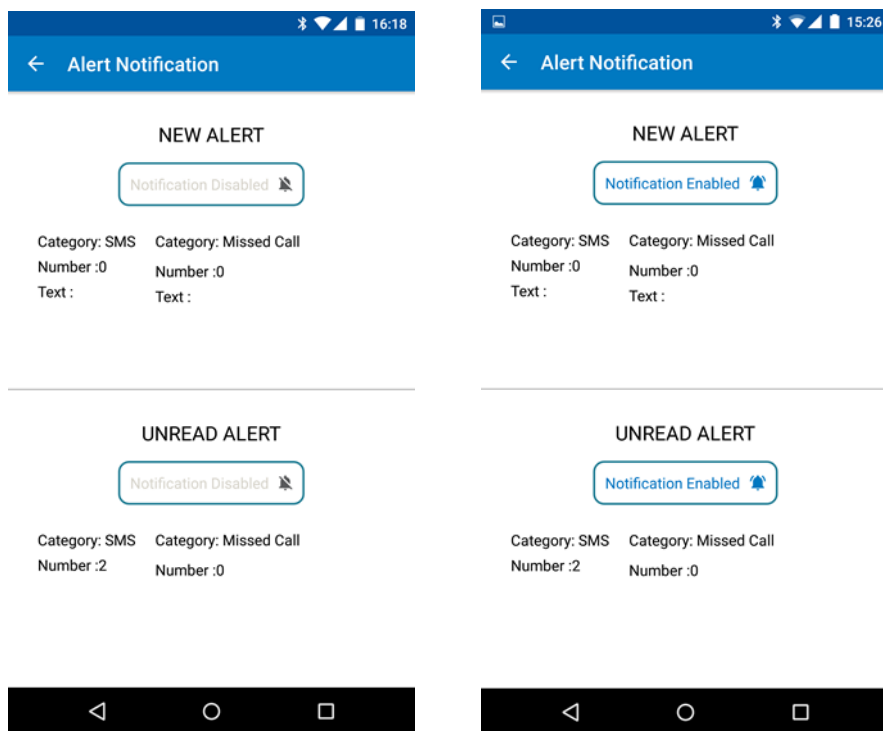 16:18
Alert Notification
NEW ALERT
Notification Disabled
Category: SMS
Number :0
Text :
Category: Missed Call
Number :0
Text :
UNREAD ALERT
Notification Disabled
Category: SMS
Number :2
Category: Missed Call
Number :0
15:26
Alert Notification
NEW ALERT
Notification Enabled
Category: SMS
Number :0
Text :
Category: Missed Call
Number :0
Text :
UNREAD ALERT
Notification Enabled
Category: SMS
Number :2
Category: Missed Call
Number :0